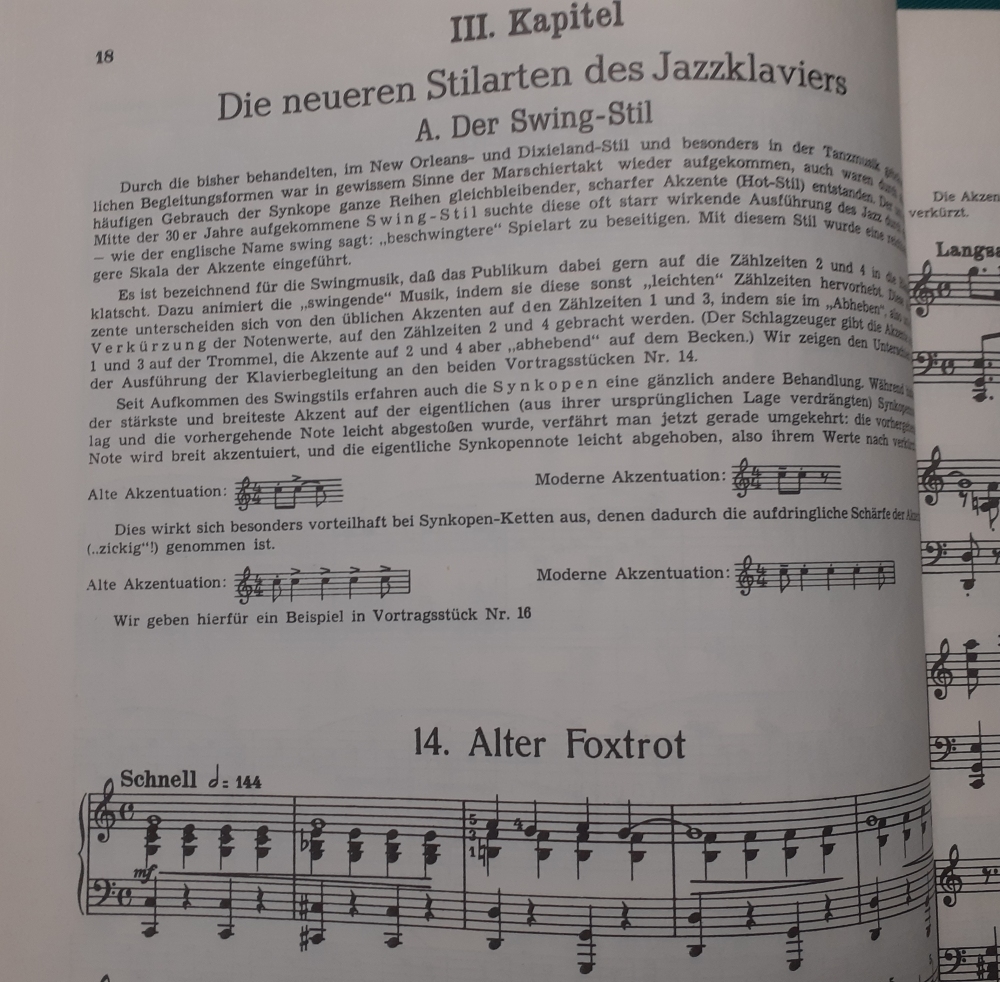 18
III. Kapitel
Die neueren Stilarten des Jazzklaviers
A. Der Swing-Stil
Durch die bisher behandelten, im New Orleans- und Dixieland-Stil und besonders in der Tanzmusik
lichen Begleitungsformen war in gewissem Sinne der Marschiertakt wieder aufgekommen, auch waren durch
häufigen Gebrauch der Synkope ganze Reihen gleichbleibender, scharfer Akzente (Hot-Stil) entstanden. Der
Mitte der 30 er Jahre aufgekommene Swing-Stil suchte diese oft starr wirkende Ausführung des Jazz
– wie der englische Name swing sagt: „beschwingtere“ Spielart zu beseitigen. Mit diesem Stil wurde eine
gere Skala der Akzente eingeführt.
Es ist bezeichnend für die Swingmusik, daß das Publikum dabei gern auf die Zählzeiten 2 und 4 in die
klatscht. Dazu animiert die „swingende“ Musik, indem sie diese sonst „leichten“ Zählzeiten hervorhebt.
zente unterscheiden sich von den üblichen Akzenten auf den Zählzeiten 1 und 3, indem sie im „Abheben“,
Verkürzung der Notenwerte, auf den Zählzeiten 2 und 4 gebracht werden. (Der Schlagzeuger gibt die Akzente
1 und 3 auf der Trommel, die Akzente auf 2 und 4 aber „abhebend“ auf dem Becken.) Wir zeigen den
der Ausführung der Klavierbegleitung an den beiden Vortragsstücken Nr. 14.
Seit Aufkommen des Swingstils erfahren auch die Synkopen eine gänzlich andere Behandlung. Während
der stärkste und breiteste Akzent auf der eigentlichen (aus ihrer ursprünglichen Lage verdrängten)
lag und die vorhergehende Note leicht abgestoßen wurde, verfährt man jetzt gerade umgekehrt: die
Note wird breit akzentuiert, und die eigentliche Synkopennote leicht abgehoben, also ihrem Werte nach
Alte Akzentuation: Moderne Akzentuation:
Dies wirkt sich besonders vorteilhaft bei Synkopen-Ketten aus, denen dadurch die aufdringliche Schärfe der
(„zickig“!) genommen ist.
Alte Akzentuation: Moderne Akzentuation:
Wir geben hierfür ein Beispiel in Vortragsstück Nr. 16
14. Alter Foxtrot
Schnell = 144
5 4
3
1
mf
Die Akzen
verkürzt.
Langsa